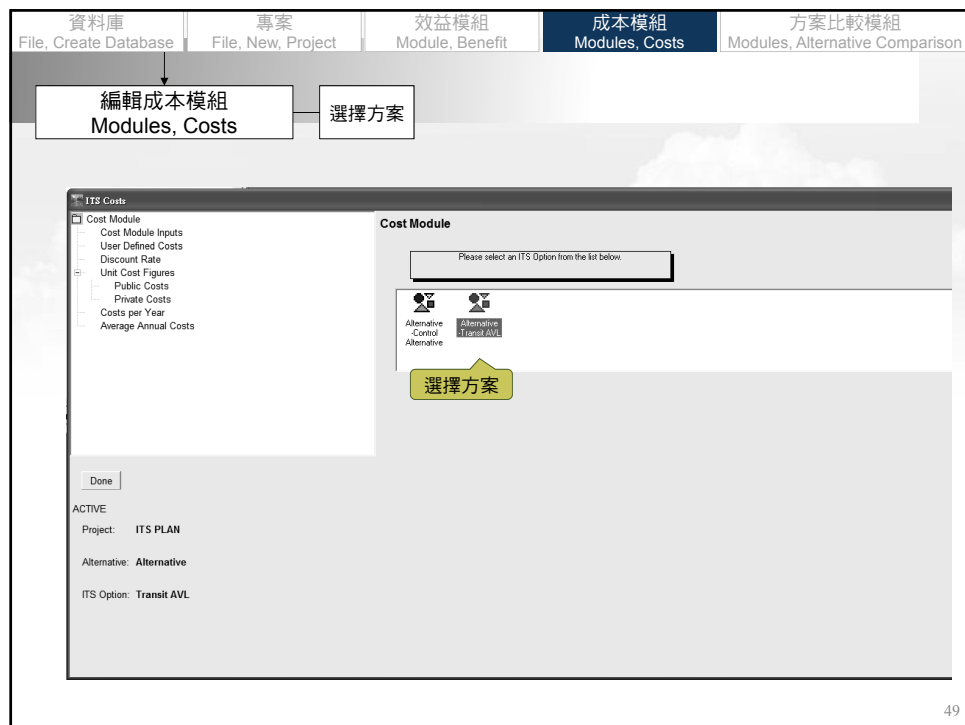 資料庫
File, Create Database
專案
File, New, Project
效益模組
Module, Benefit
成本模組
Modules, Costs
方案比較模組
Modules, Alternative Comparison
編輯成本模組
Modules, Costs
選擇方案
ITS Costs
Cost Module
Cost Module Inputs
User Defined Costs
Discount Rate
Unit Cost Figures
Public Costs
Private Costs
Costs per Year
Average Annual Costs
Cost Module
Please select an ITS Option from the list below.
Alternative
-Control
Alternative
Alternative
-Transit AVL
選擇方案
Done
ACTIVE
Project: ITS PLAN
Alternative: Alternative
ITS Option: Transit AVL
49